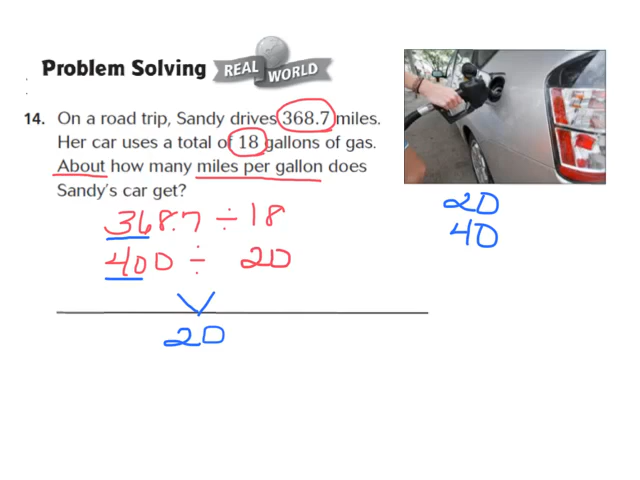 Problem Solving REAL WORLD
14. On a road trip, Sandy drives 368.7 miles.
Her car uses a total of 18 gallons of gas.
About how many miles per gallon does
Sandy's car get?
368.7 ÷ 18
400 ÷ 20
20
20
40